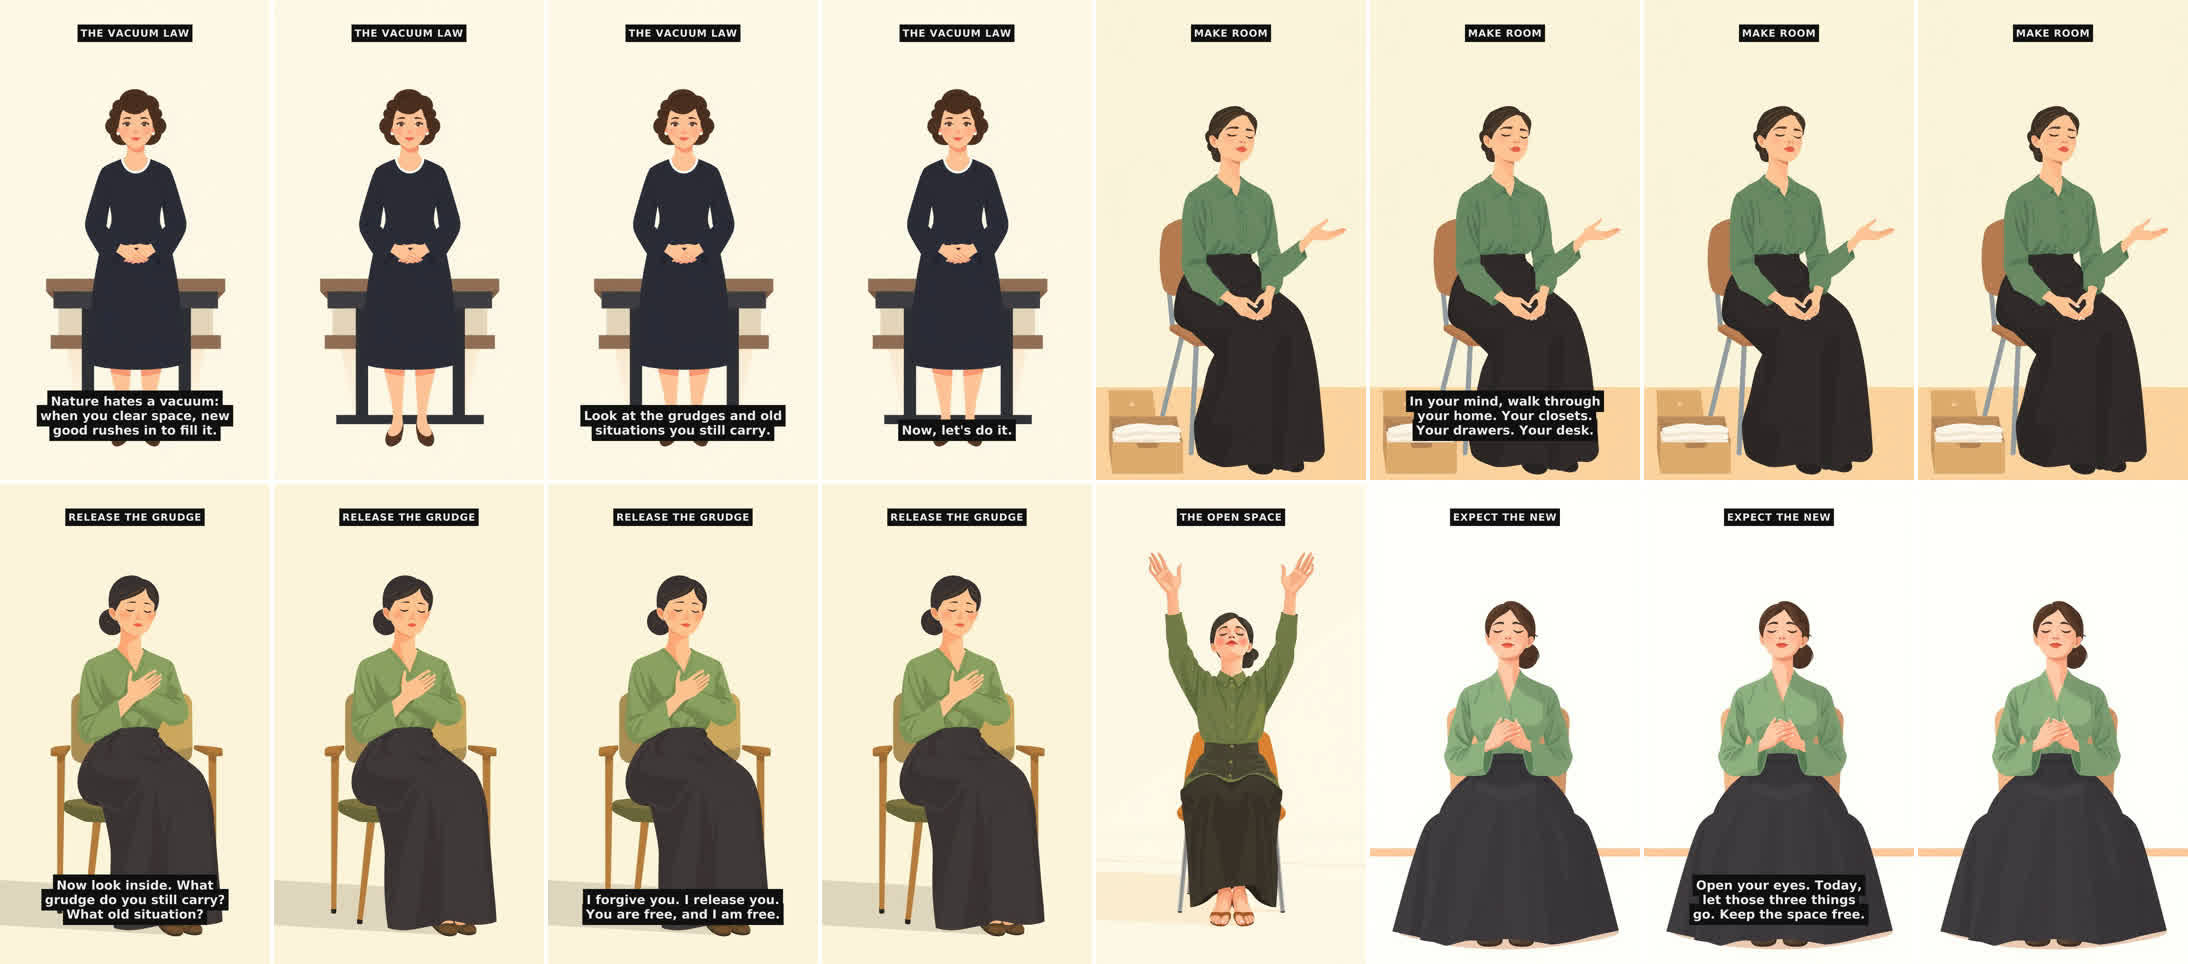 THE VACUUM LAW
Nature hates a vacuum:
when you clear space, new
good rushes in to fill it.
THE VACUUM LAW
THE VACUUM LAW
Look at the grudges and old
situations you still carry.
THE VACUUM LAW
Now, let's do it.
MAKE ROOM
MAKE ROOM
In your mind, walk through
your home. Your closets.
Your drawers. Your desk.
MAKE ROOM
MAKE ROOM
RELEASE THE GRUDGE
Now look inside. What
grudge do you still carry?
What old situation?
RELEASE THE GRUDGE
RELEASE THE GRUDGE
I forgive you. I release you.
You are free, and I am free.
RELEASE THE GRUDGE
THE OPEN SPACE
EXPECT THE NEW
EXPECT THE NEW
Open your eyes. Today,
let those three things
go. Keep the space free.